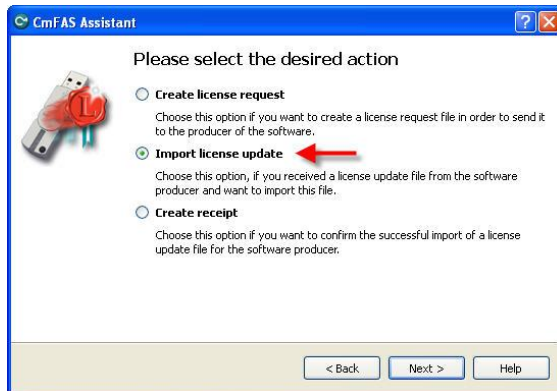 CmFAS Assistant
Please select the desired action
Create license request
Choose this option if you want to create a license request file in order to send it
to the producer of the software.
Import license update
Choose this option, if you received a license update file from the software
producer and want to import this file.
Create receipt
Choose this option if you want to confirm the successful import of a license
update file for the software producer.
< Back Next > Help